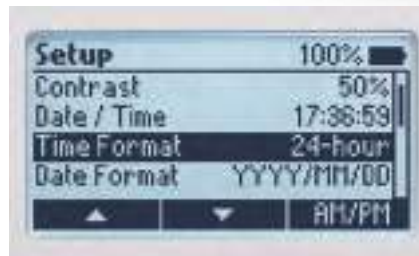 Setup 100%
Contrast 50%
Date / Time 17:36:59
Time Format 24-hour
Date Format YYYY/MM/DD
AM/PM